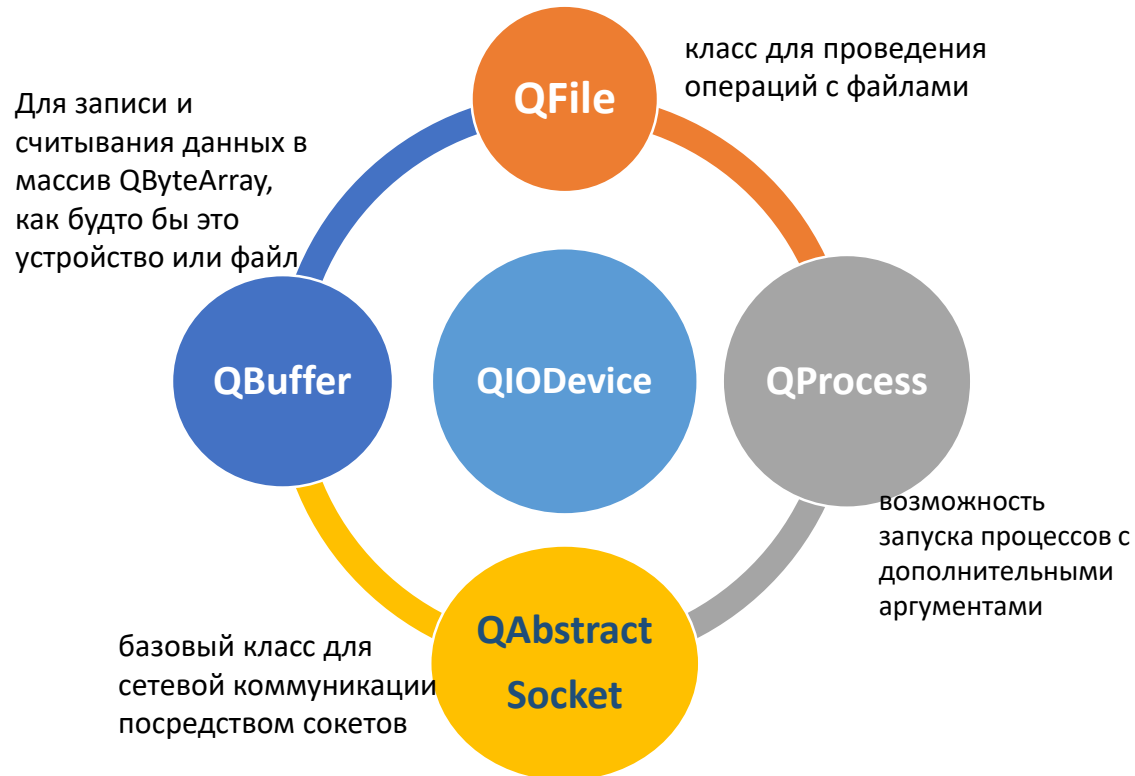 QFile
класс для проведения
операций с файлами
Для записи и
считывания данных в
массив QByteArray,
как будто бы это
устройство или файл
QBuffer
QIODevice
QProcess
возможность
запуска процессов с
дополнительными
аргументами
QAbstract
Socket
базовый класс для
сетевой коммуникации
посредством сокетов